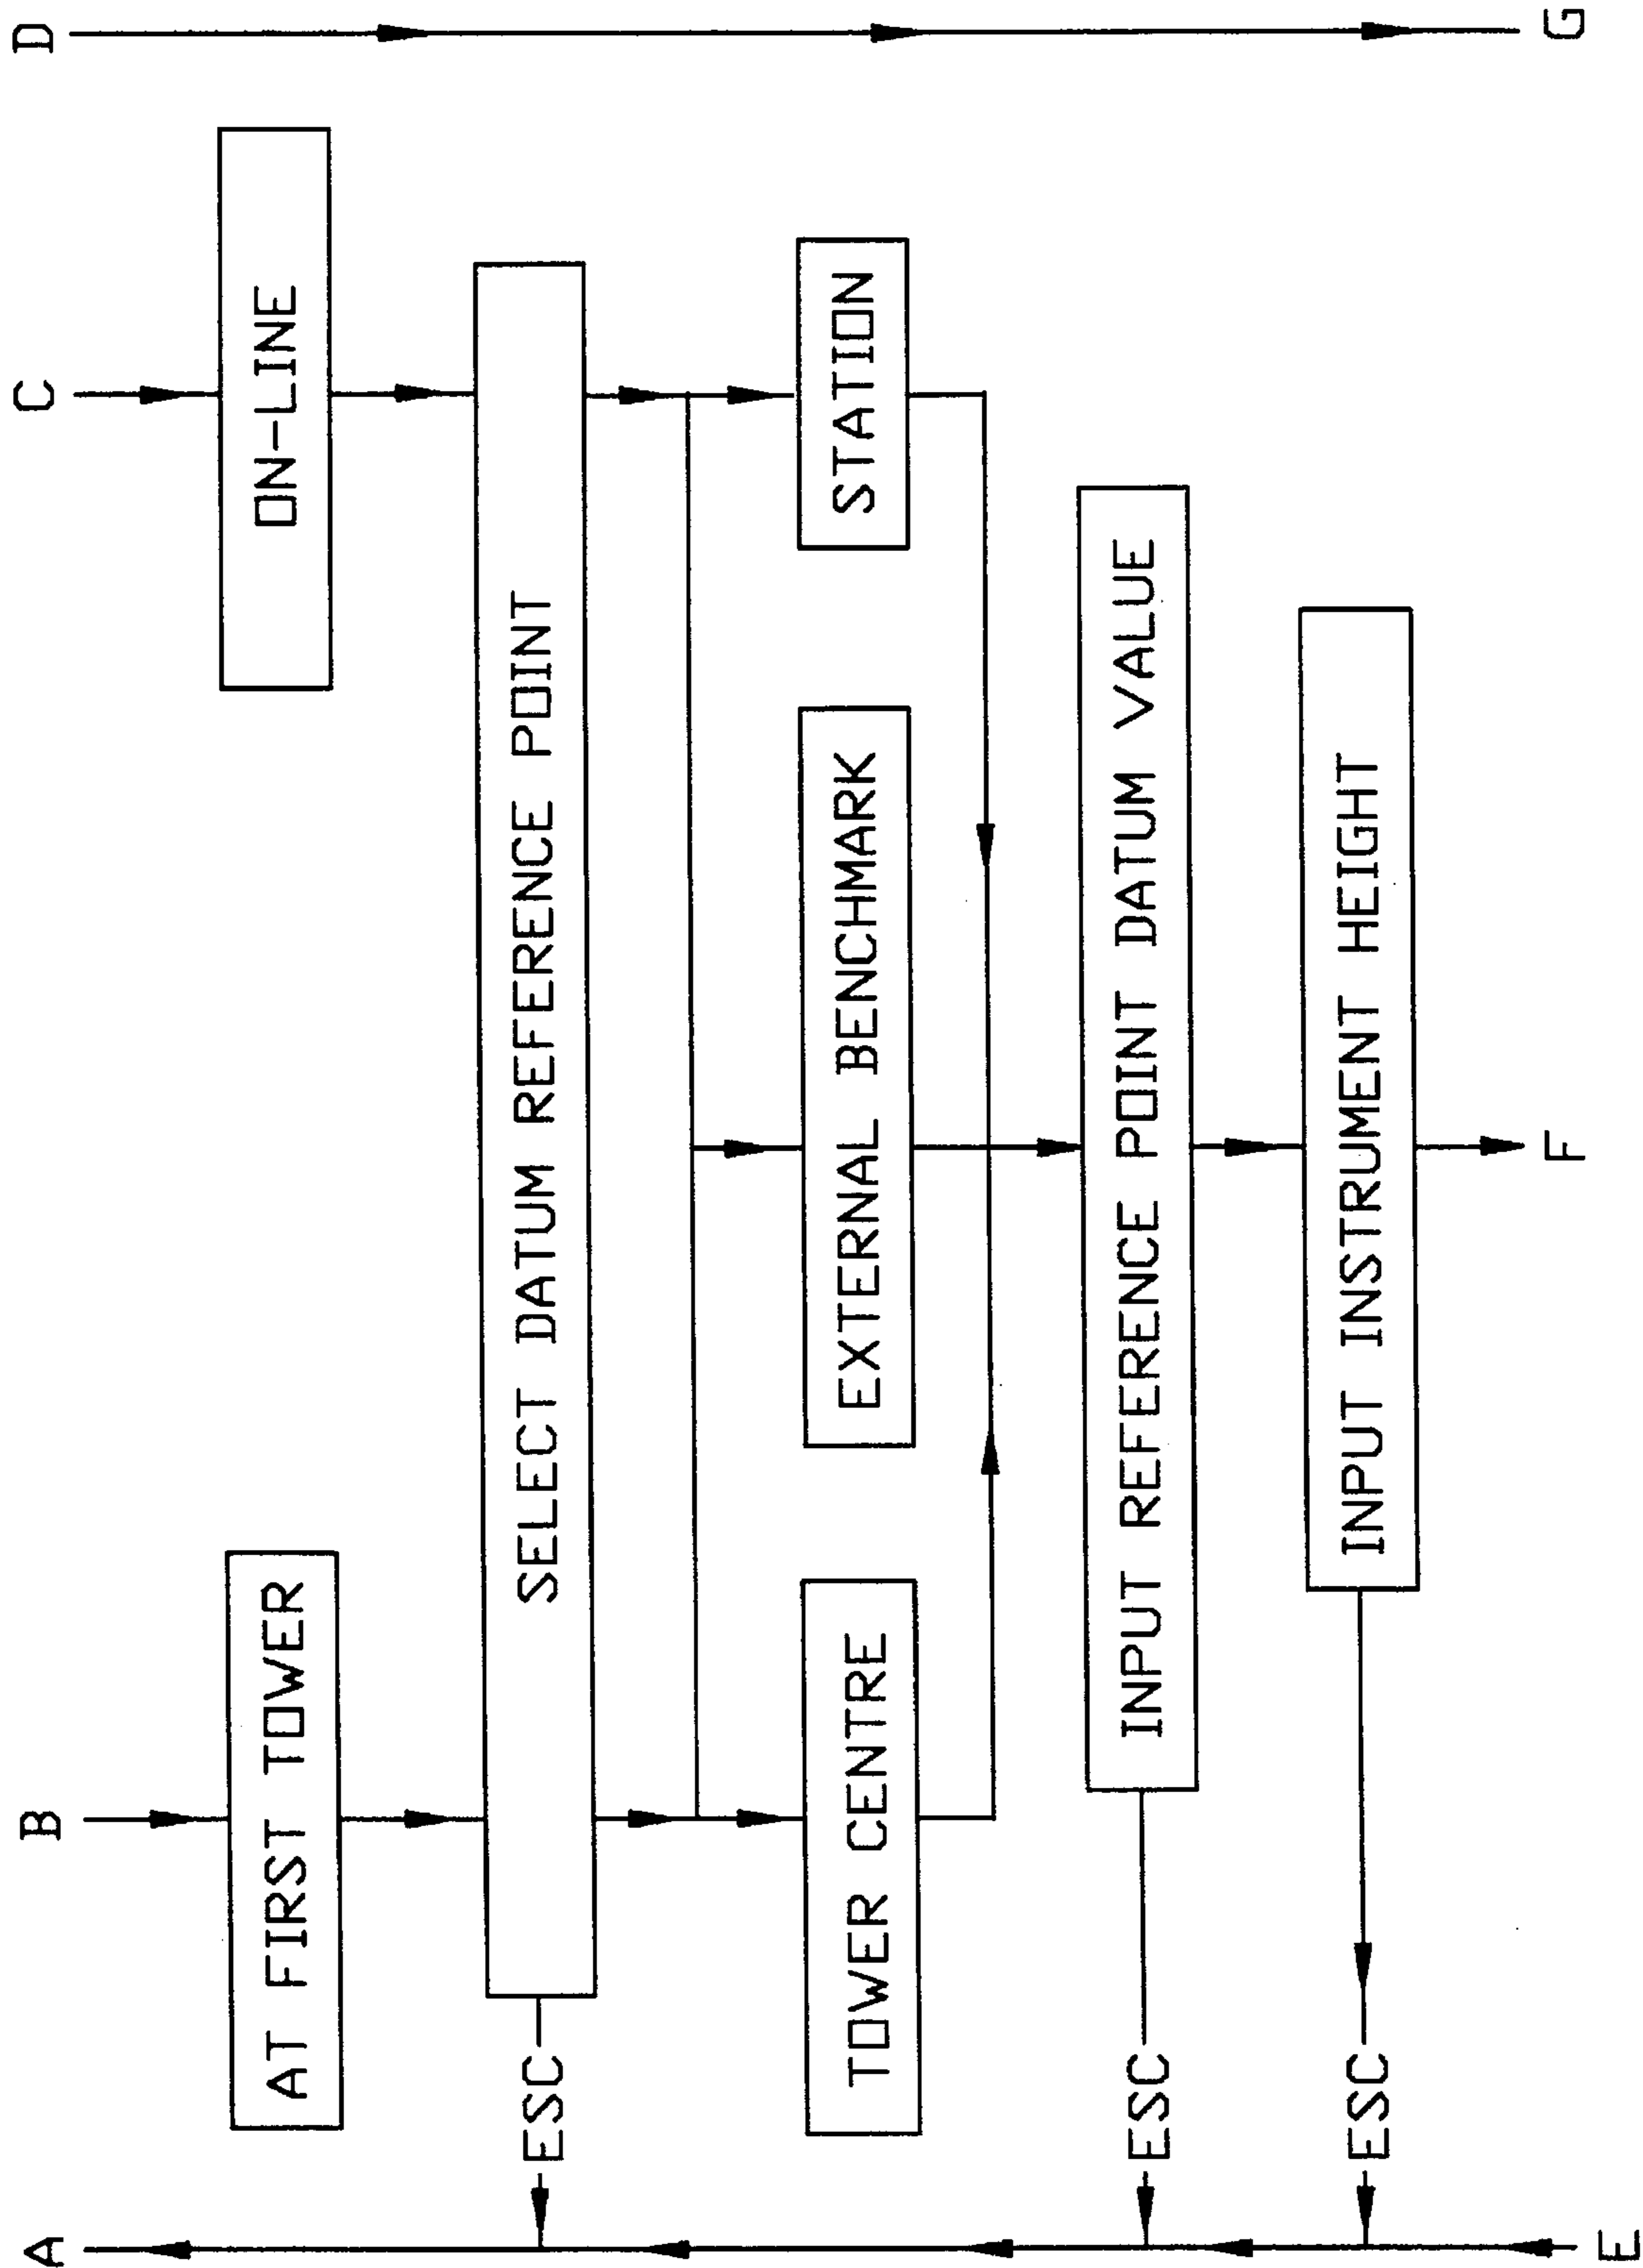 A
B
C
D
AT FIRST TOWER
ON-LINE
ESC
SELECT DATUM REFERENCE POINT
TOWER CENTRE
EXTERNAL BENCHMARK
STATION
ESC
INPUT REFERENCE POINT DATUM VALUE
ESC
INPUT INSTRUMENT HEIGHT
E
F
G